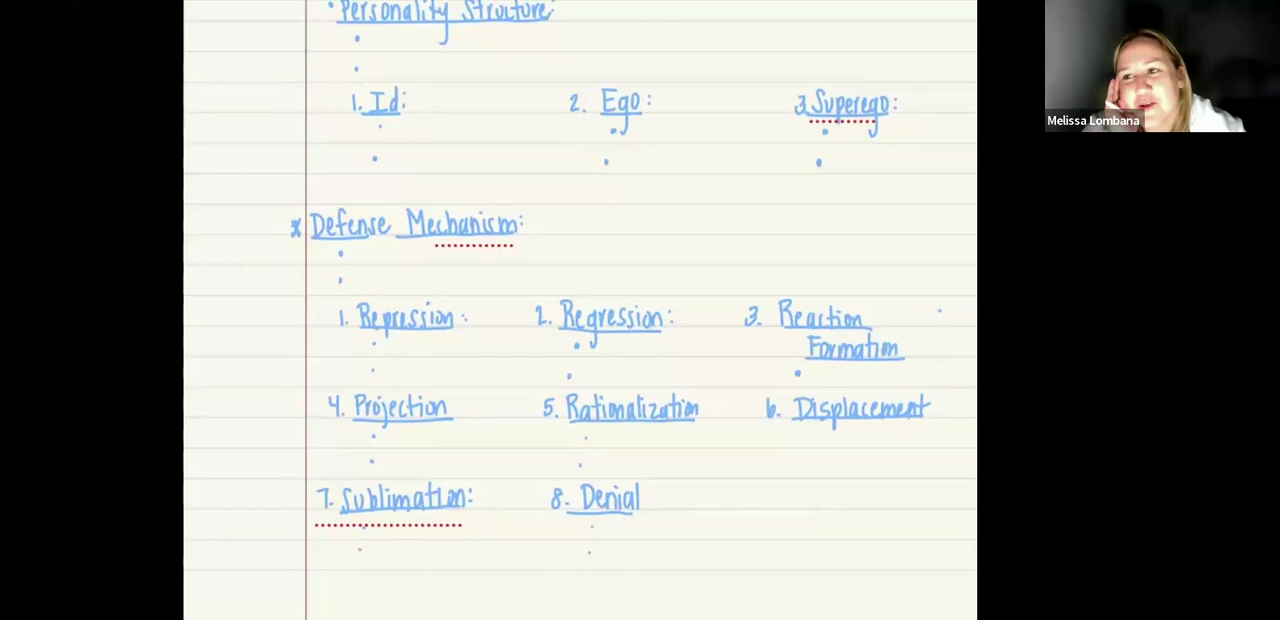 • Personality Structure:
1. Id:
2. Ego:
3 Superego:
* Defense Mechanism:
1. Repression:
2. Regression:
3. Reaction
Formation
4. Projection
5. Rationalization
6. Displacement
7. Sublimation:
8. Denial
Melissa Lombana